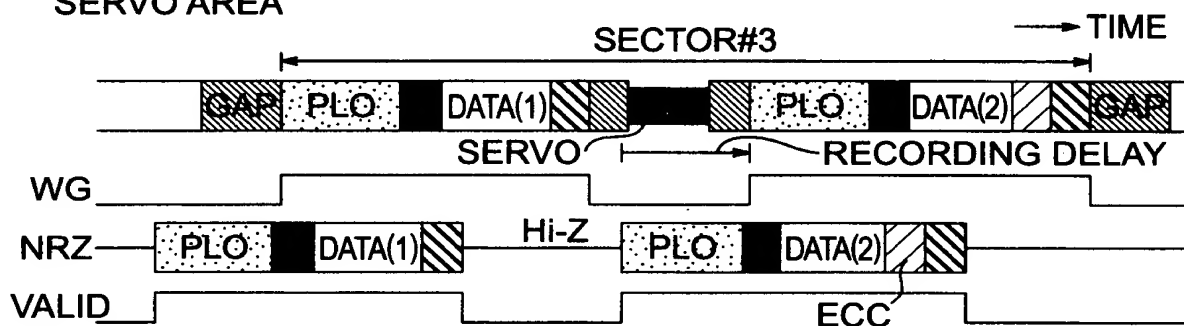 SERVO AREA
TIME
SECTOR#3
GAP PLO DATA(1) PLO DATA(2) GAP
SERVO RECORDING DELAY
WG
NRZ PLO DATA(1) Hi-Z PLO DATA(2)
VALID ECC